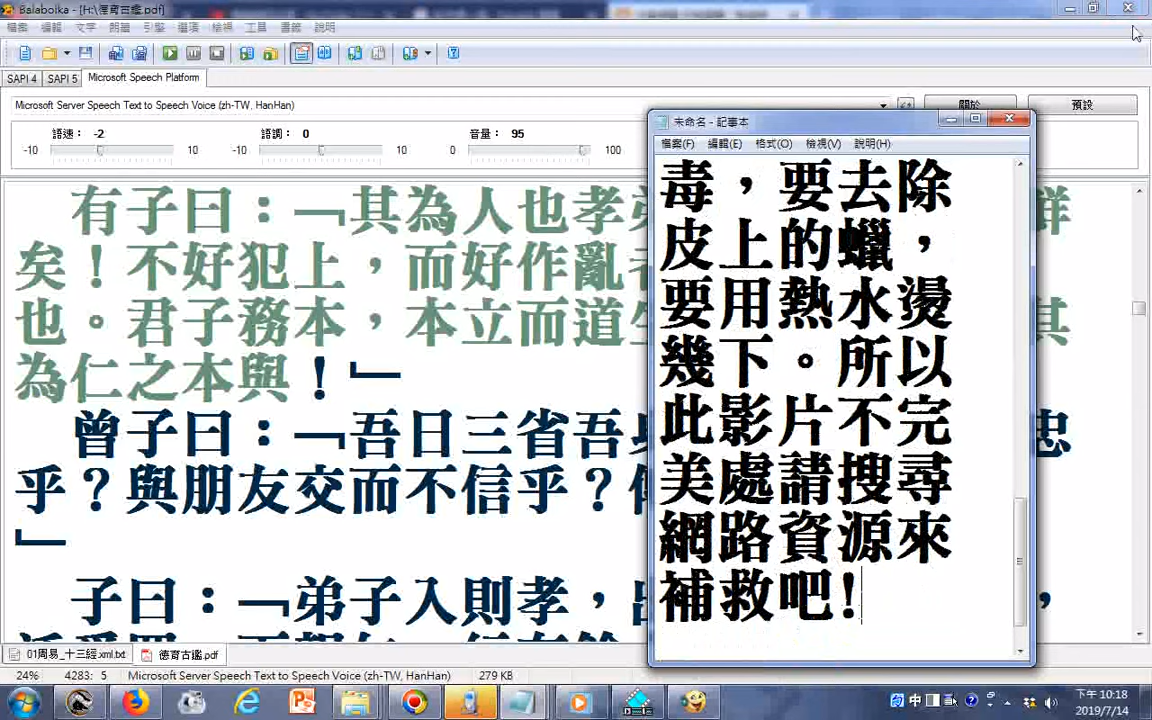 Balabolka - [H:\德育古鑑.pdf]
檔案 編輯 文字 朗讀 引擎 選項 檢視 工具 書籤 說明
SAPI 4 SAPI 5 Microsoft Speech Platform
Microsoft Server Speech Text to Speech Voice (zh-TW, HanHan)
關於 預設
語速： -2 語調： 0 音量： 95
-10 10 -10 10 0 100
有子曰：﹁其為人也孝弟
矣！不好犯上，而好作亂者
也。君子務本，本立而道生 其
為仁之本與！﹂
曾子曰：﹁吾日三省吾身 忠
乎？與朋友交而不信乎？傳
﹂
子曰：﹁弟子入則孝，出 ，
未命名 - 記事本
檔案(F) 編輯(E) 格式(O) 檢視(V) 說明(H)
毒，要去除
皮上的蠟，
要用熱水燙
幾下。所以
此影片不完
美處請搜尋
網路資源來
補救吧!
01周易_十三經.xml.txt 德育古鑑.pdf
24% 4283: 5 Microsoft Server Speech Text to Speech Voice (zh-TW, HanHan) 279 KB
中
下午 10:18
2019/7/14